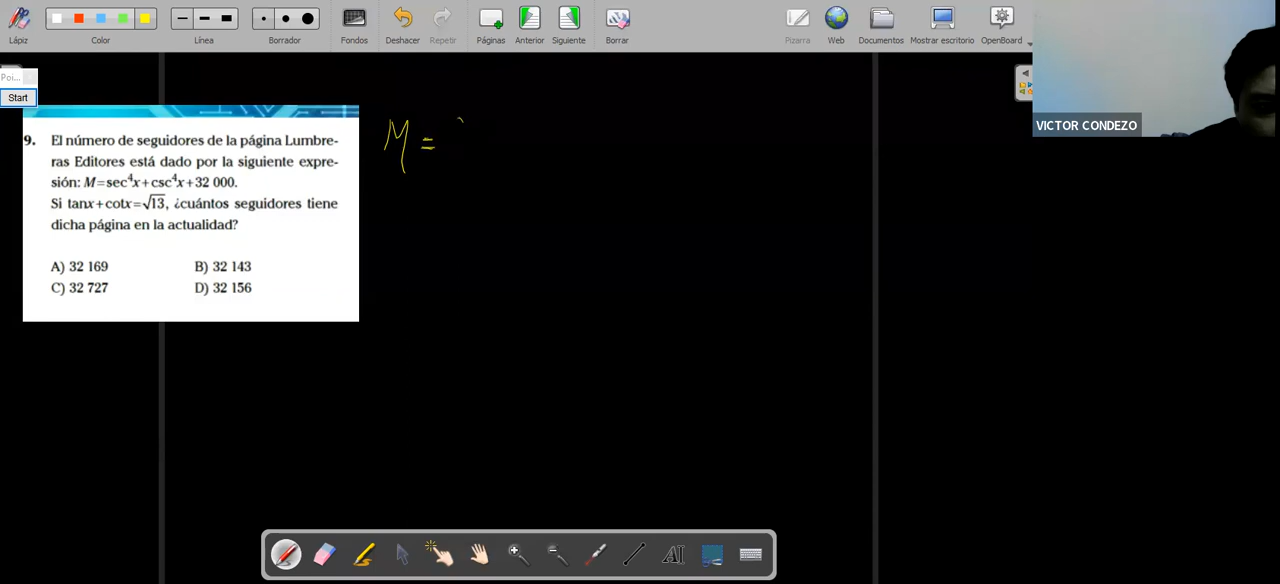 Lápiz Color Línea Borrador Fondos Deshacer Repetir Páginas Anterior Siguiente Borrar Pizarra Web Documentos Mostrar escritorio OpenBoard
Poi...
Start
VICTOR CONDEZO
9. El número de seguidores de la página Lumbre-
ras Editores está dado por la siguiente expre-
sión: M=sec⁴x+csc⁴x+32 000.
Si tanx+cotx=√13, ¿cuántos seguidores tiene
dicha página en la actualidad?
A) 32 169 B) 32 143
C) 32 727 D) 32 156
M =
AI